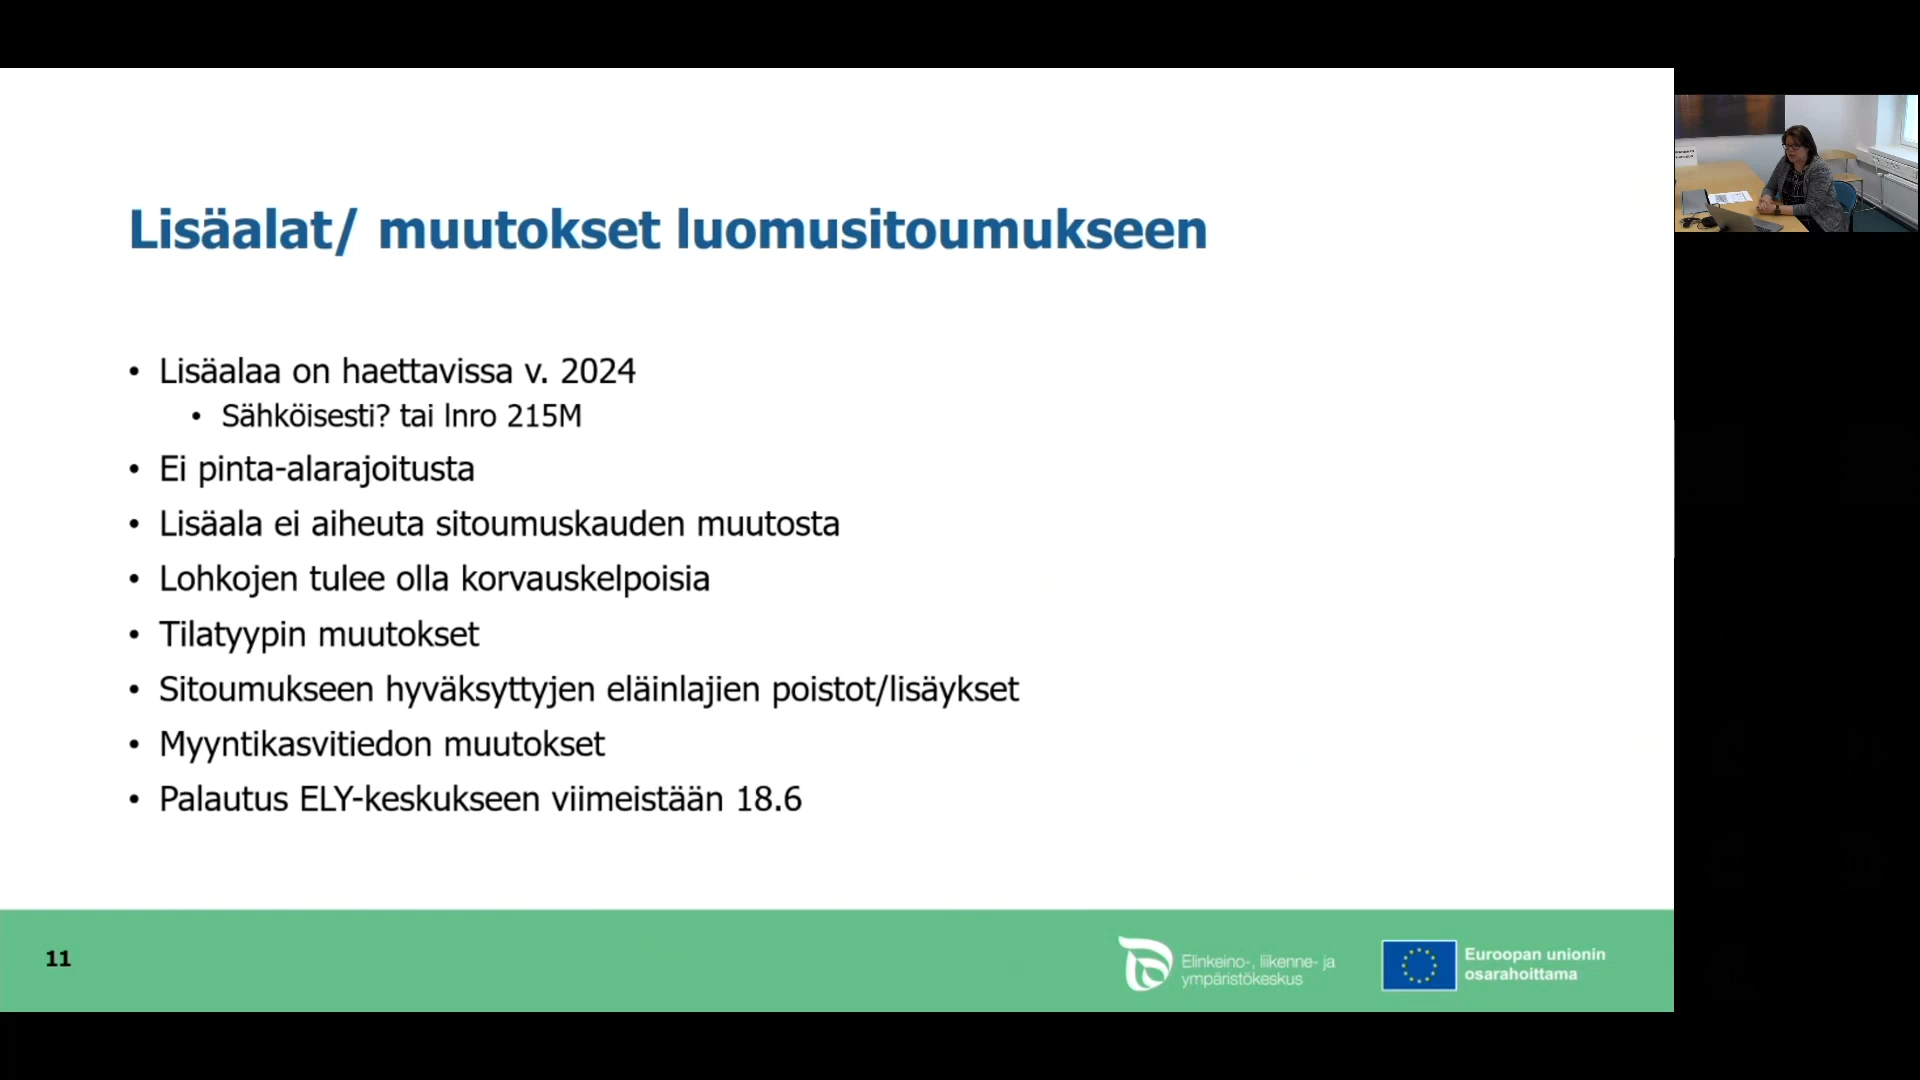 Lisäalat/ muutokset luomusitoumukseen
• Lisäalaa on haettavissa v. 2024
• Sähköisesti? tai lnro 215M
• Ei pinta-alarajoitusta
• Lisäala ei aiheuta sitoumuskauden muutosta
• Lohkojen tulee olla korvauskelpoisia
• Tilatyypin muutokset
• Sitoumukseen hyväksyttyjen eläinlajien poistot/lisäykset
• Myyntikasvitiedon muutokset
• Palautus ELY-keskukseen viimeistään 18.6
11
Elinkeino-, liikenne- ja
ympäristökeskus
Euroopan unionin
osarahoittama